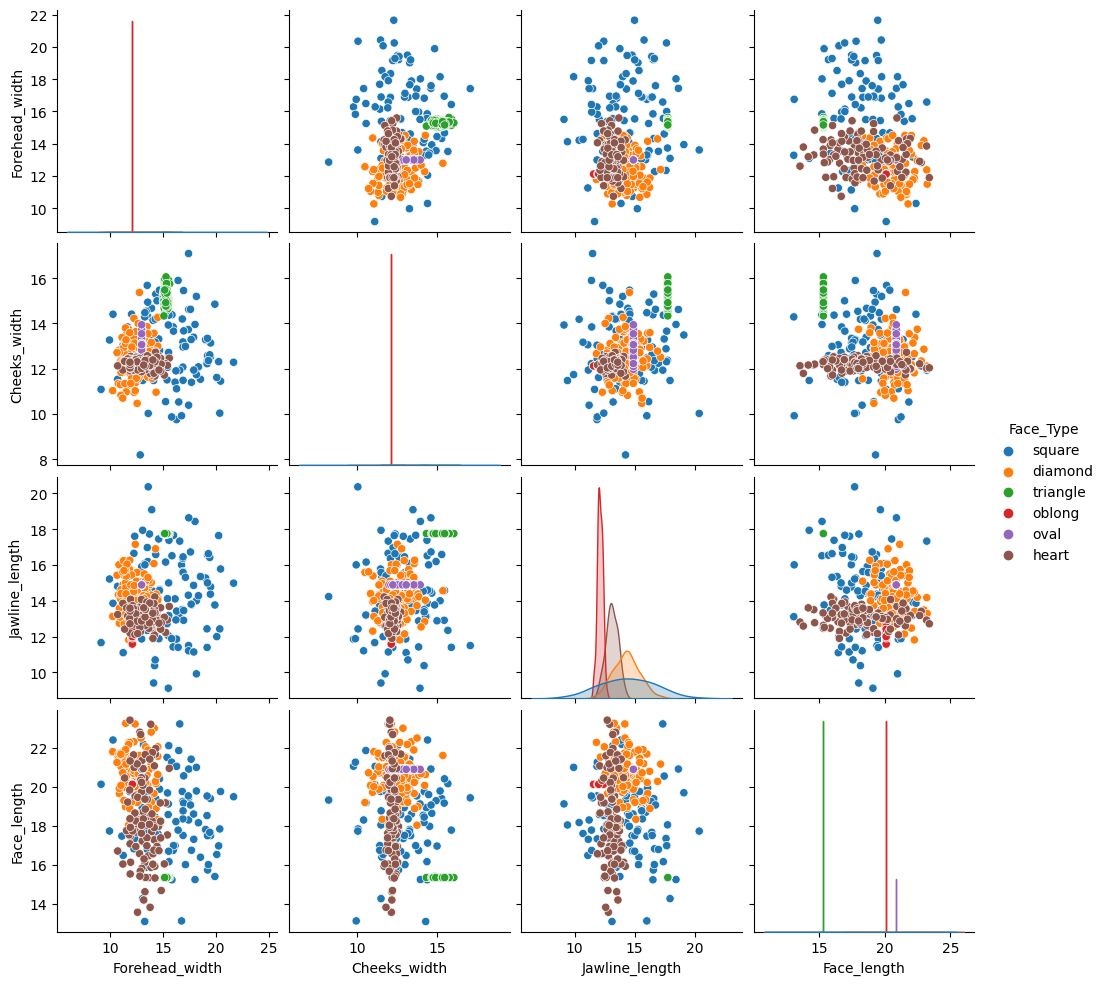 22
20
18
16
14
12
10
Forehead_width
16
14
12
10
8
Cheeks_width
20
18
16
14
12
10
Jawline_length
22
20
18
16
14
Face_length
10 15 20 25
10 15
10 15 20
15 20 25
Forehead_width
Cheeks_width
Jawline_length
Face_length
Face_Type
square
diamond
triangle
oblong
oval
heart